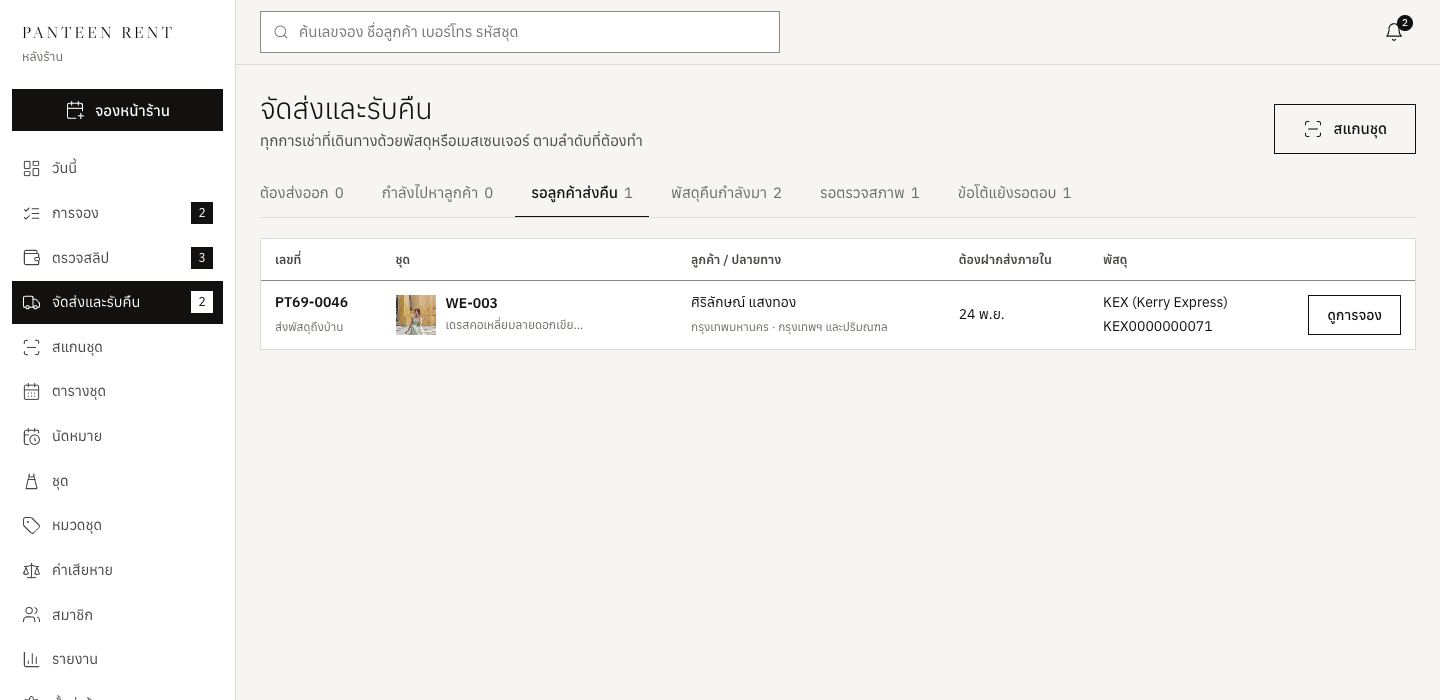 PANTEEN RENT
หลังร้าน
จองหน้าร้าน
วันนี้
การจอง 2
ตรวจสลิป 3
จัดส่งและรับคืน 2
สแกนชุด
ตารางชุด
นัดหมาย
ชุด
หมวดชุด
ค่าเสียหาย
สมาชิก
รายงาน
ค้นเลขจอง ชื่อลูกค้า เบอร์โทร รหัสชุด
2
จัดส่งและรับคืน
ทุกการเช่าที่เดินทางด้วยพัสดุหรือเมสเซนเจอร์ ตามลำดับที่ต้องทำ
สแกนชุด
ต้องส่งออก 0 กำลังไปหาลูกค้า 0 รอลูกค้าส่งคืน 1 พัสดุคืนกำลังมา 2 รอตรวจสภาพ 1 ข้อโต้แย้งรอตอบ 1
เลขที่ ชุด ลูกค้า / ปลายทาง ต้องฝากส่งภายใน พัสดุ
PT69-0046 WE-003 ศิริลักษณ์ แสงทอง 24 พ.ย. KEX (Kerry Express) ดูการจอง
ส่งพัสดุถึงบ้าน เดรสคอเหลี่ยมลายดอกเขีย... กรุงเทพมหานคร · กรุงเทพฯ และปริมณฑล KEX0000000071